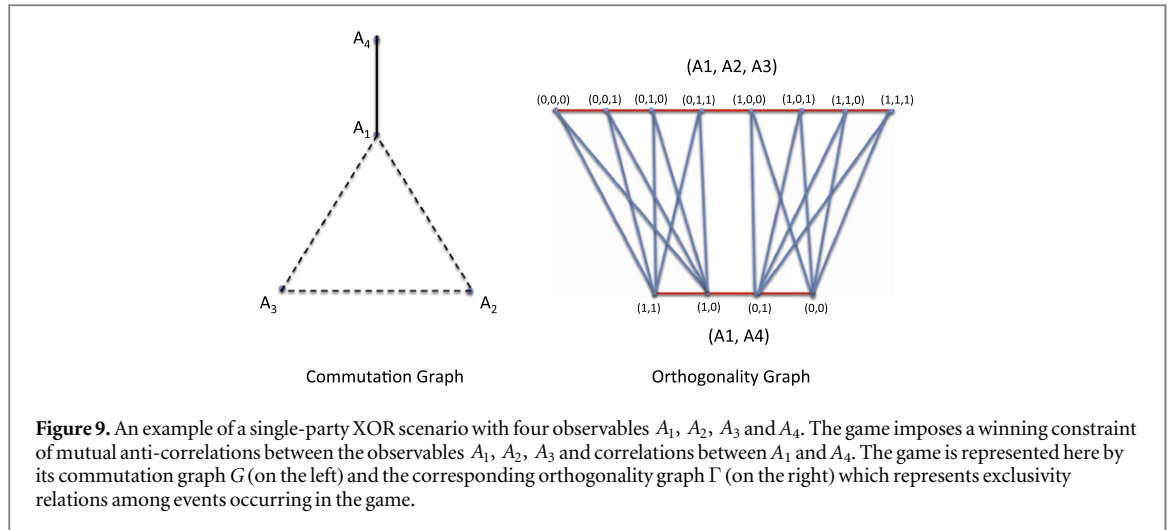 A4
(A1, A2, A3)
(0,0,0) (0,0,1) (0,1,0) (0,1,1) (1,0,0) (1,0,1) (1,1,0) (1,1,1)
A1
A3 A2
(1,1) (1,0) (0,1) (0,0)
(A1, A4)
Commutation Graph Orthogonality Graph
Figure 9. An example of a single-party XOR scenario with four observables A1, A2, A3 and A4. The game imposes a winning constraint
of mutual anti-correlations between the observables A1, A2, A3 and correlations between A1 and A4. The game is represented here by
its commutation graph G (on the left) and the corresponding orthogonality graph Γ (on the right) which represents exclusivity
relations among events occurring in the game.